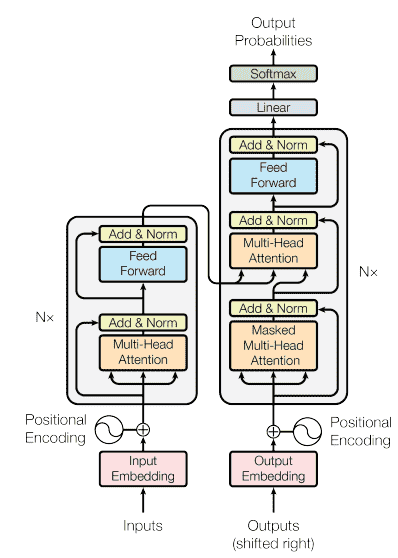 Output
Probabilities
Softmax
Linear
Add & Norm
Feed
Forward
Add & Norm
Multi-Head
Attention
Add & Norm
Masked
Multi-Head
Attention
N×
Add & Norm
Feed
Forward
Add & Norm
Multi-Head
Attention
N×
Positional
Encoding
Positional
Encoding
Input
Embedding
Output
Embedding
Inputs
Outputs
(shifted right)